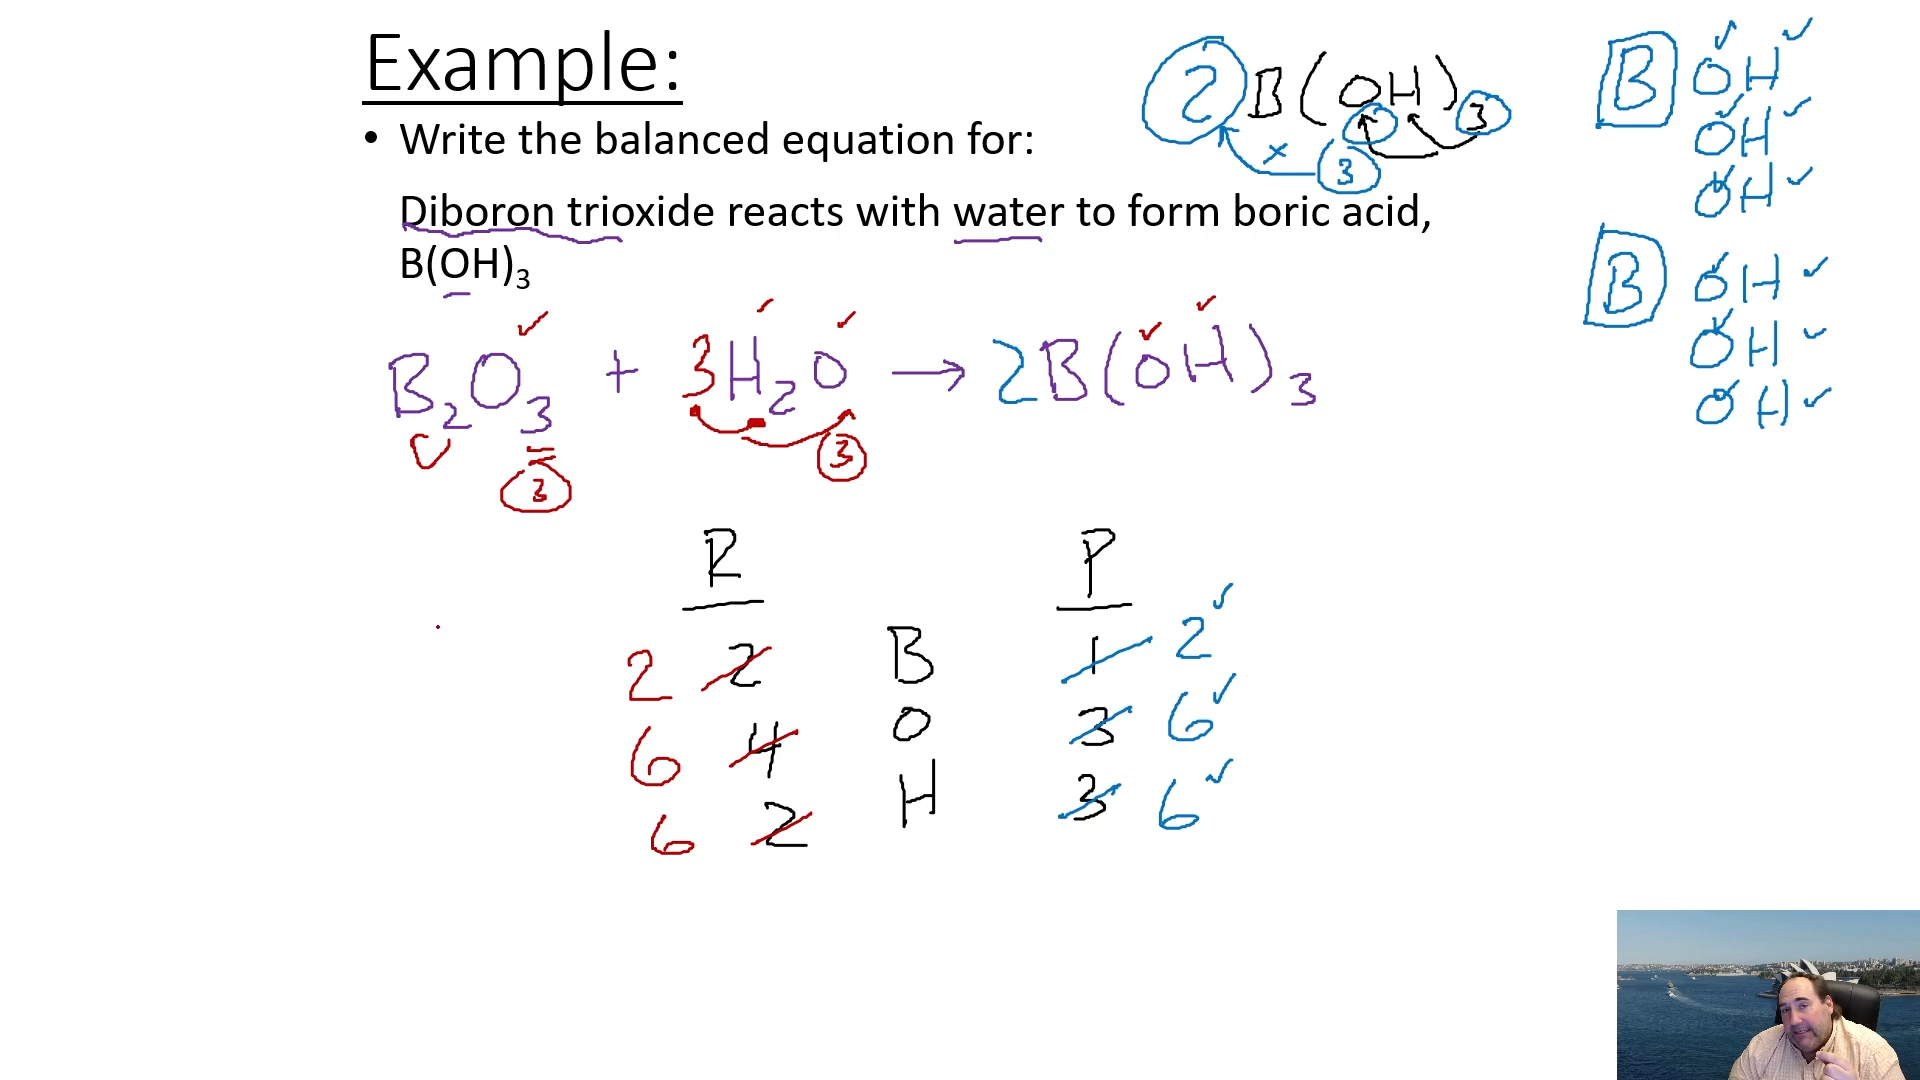 Example:
• Write the balanced equation for:
Diboron trioxide reacts with water to form boric acid,
B(OH)₃
2 B(OH)₃
× 3
B OH
OH
OH
B OH
OH
OH
B₂O₃ + 3H₂O → 2B(OH)₃
3 3
R P
2 2 B 1 2
6 4 O 3 6
6 2 H 3 6